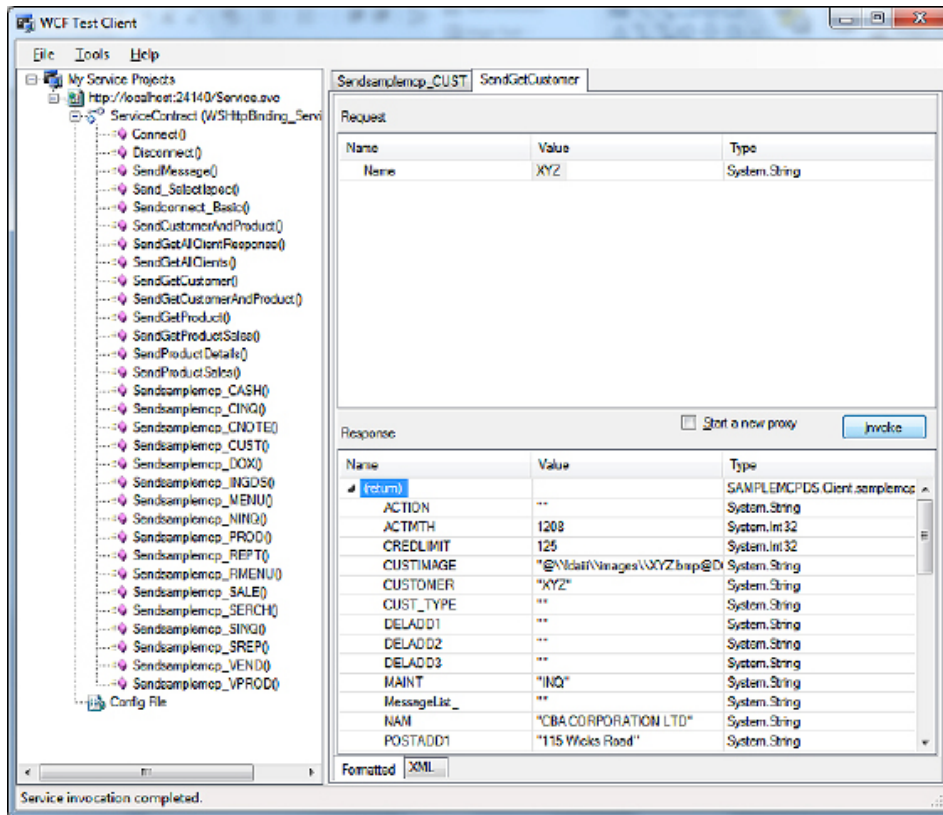 WCF Test Client
File Tools Help
My Service Projects
http://localhost:24140/Service.svc
ServiceContract (WSHttpBinding_Servi
Connect()
Disconnect()
SendMessage()
Send_SelectIspec()
Sendconnect_Basic()
SendCustomerAndProduct()
SendGetAllClientResponse()
SendGetAllClients()
SendGetCustomer()
SendGetCustomerAndProduct()
SendGetProduct()
SendGetProductSales()
SendProductDetails()
SendProductSales()
Sendsamplemcp_CASH()
Sendsamplemcp_CINQ()
Sendsamplemcp_CNOTE()
Sendsamplemcp_CUST()
Sendsamplemcp_DOX()
Sendsamplemcp_INGDS()
Sendsamplemcp_MENU()
Sendsamplemcp_NINQ()
Sendsamplemcp_PROD()
Sendsamplemcp_REPT()
Sendsamplemcp_RMENU()
Sendsamplemcp_SALE()
Sendsamplemcp_SERCH()
Sendsamplemcp_SINQ()
Sendsamplemcp_SREP()
Sendsamplemcp_VEND()
Sendsamplemcp_VPROD()
Config File
Sendsamplemcp_CUST SendGetCustomer
Request
Name Value Type
Name XYZ System.String
Response Start a new proxy Invoke
Name Value Type
(return) SAMPLEMCPDS.Client.samplemcp
ACTION "" System.String
ACTMTH 1208 System.Int32
CREDLIMIT 125 System.Int32
CUSTIMAGE System.String
CUSTOMER "XYZ" System.String
CUST_TYPE "" System.String
DELADD1 "" System.String
DELADD2 "" System.String
DELADD3 "" System.String
MAINT "INQ" System.String
MessageList_ "" System.String
NAM "CBA CORPORATION LTD" System.String
POSTADD1 "115 Wicks Road" System.String
Formatted XML
Service invocation completed.